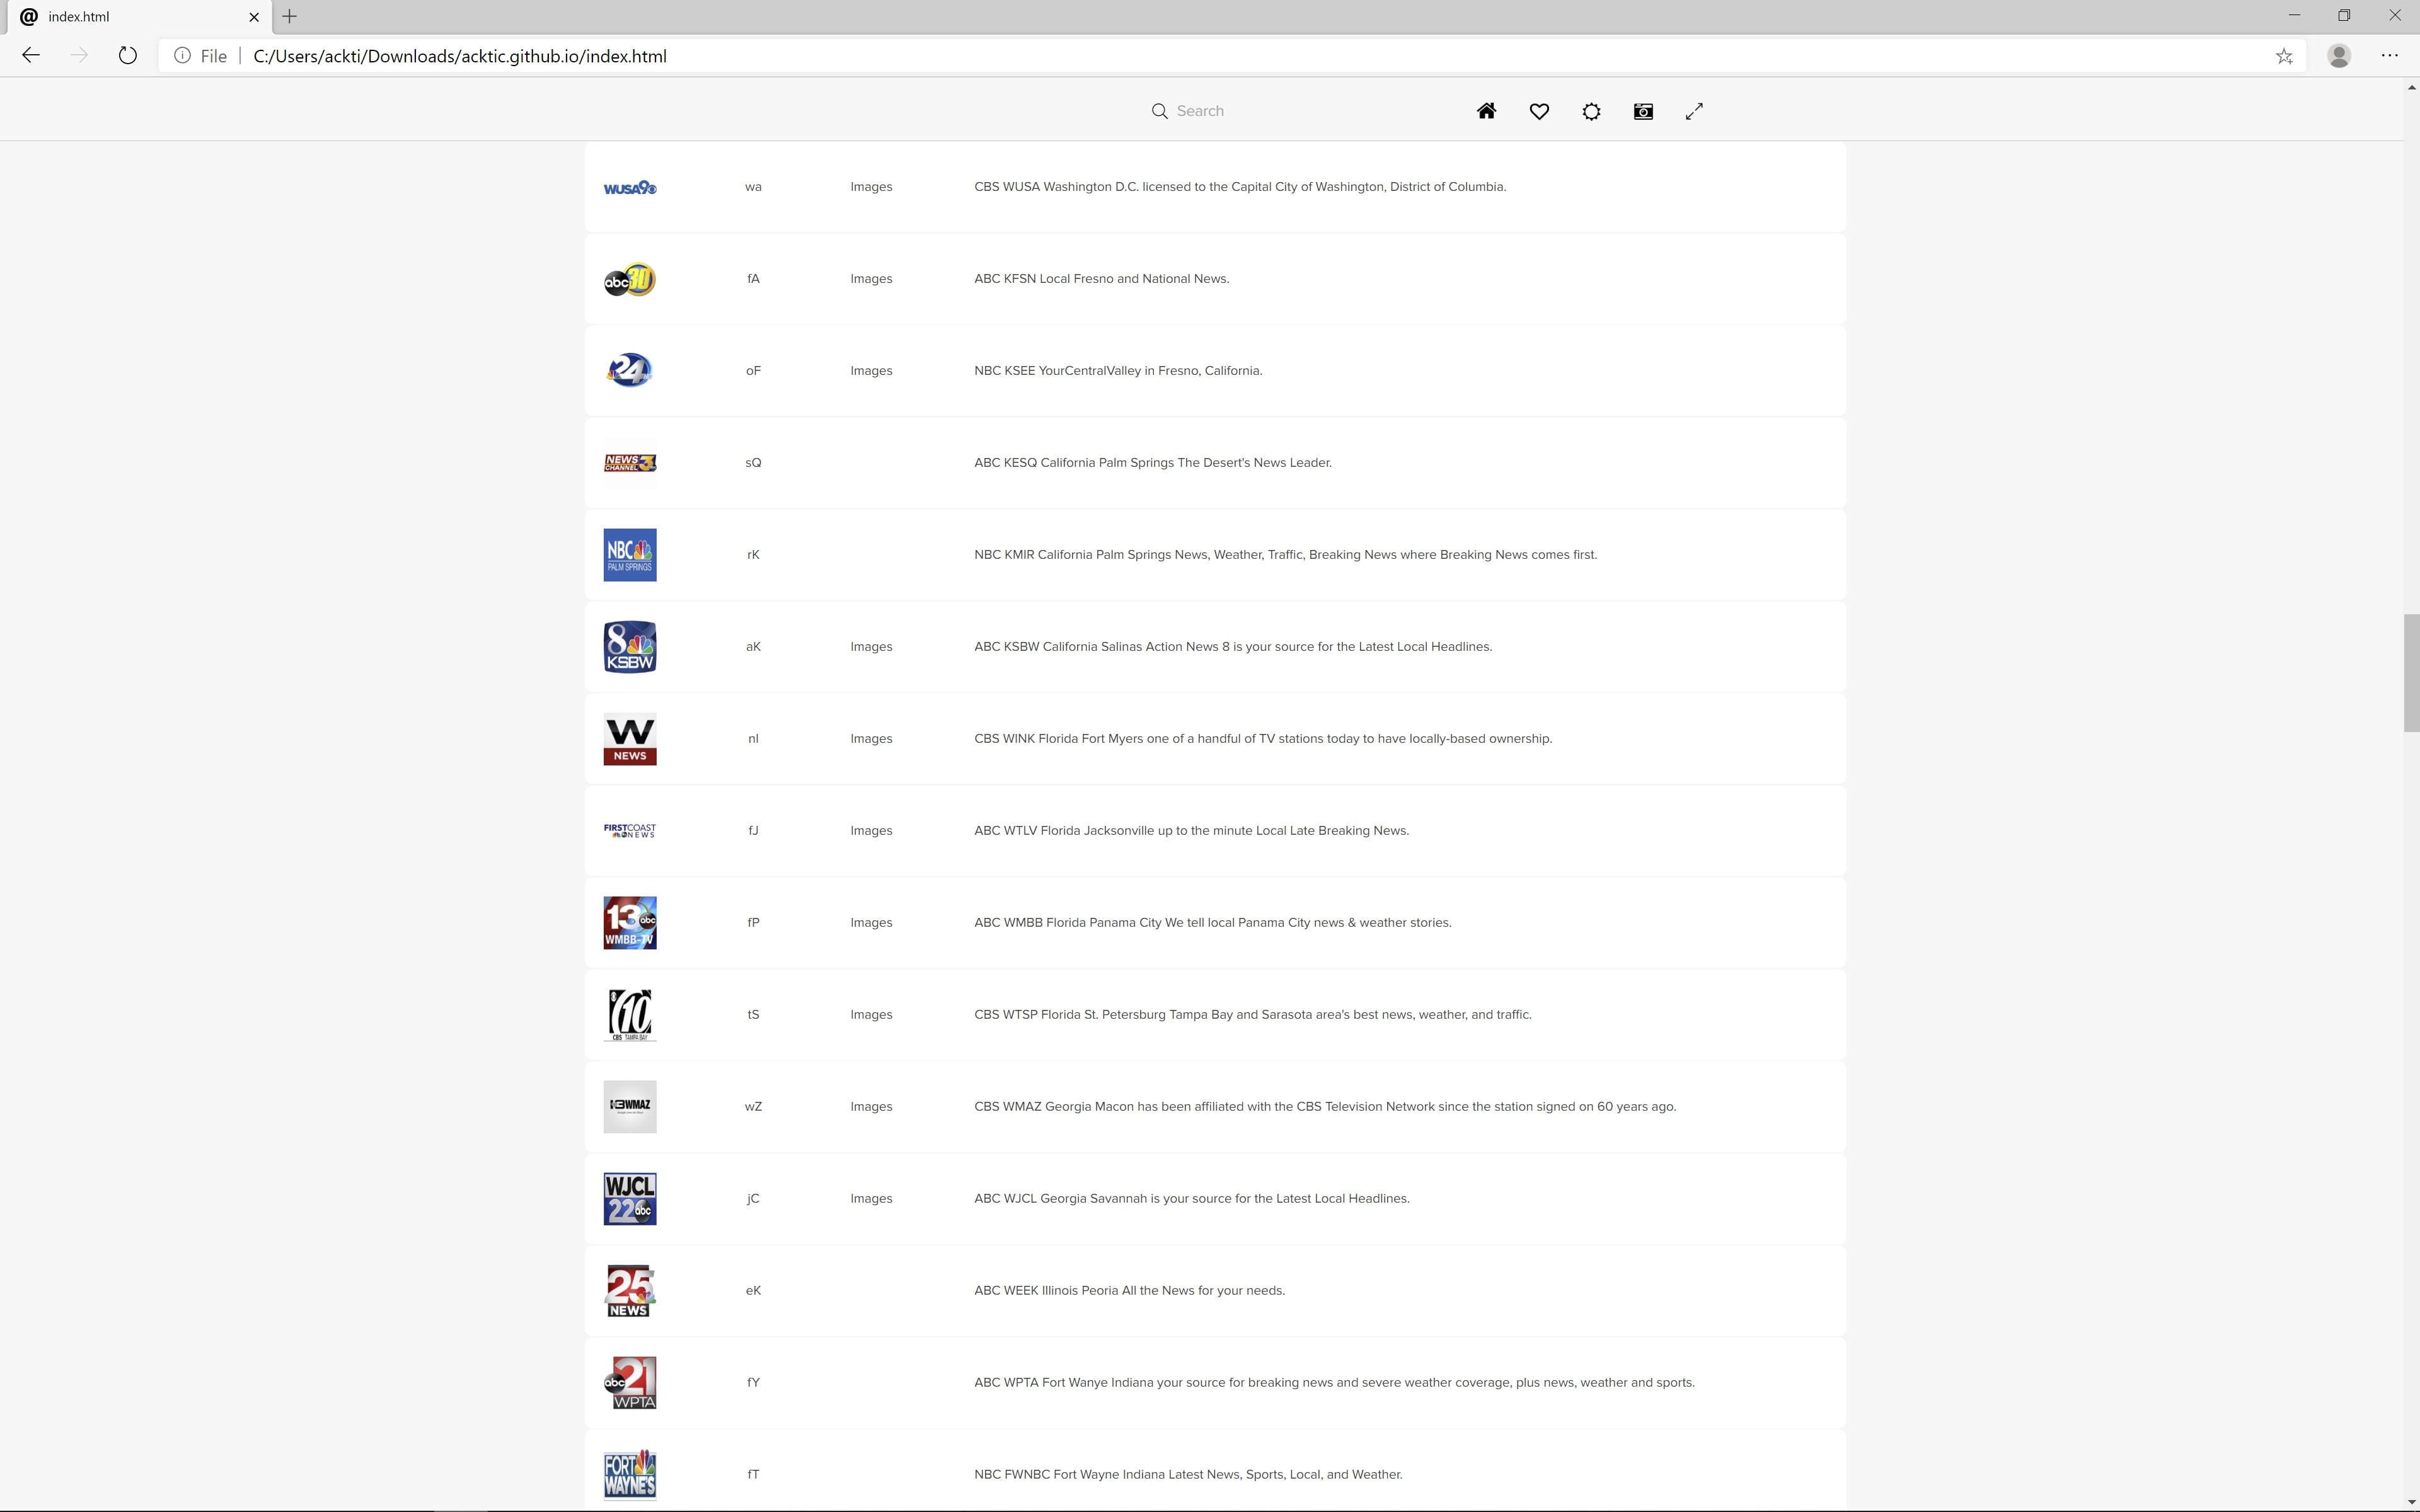 @ index.html
File | C:/Users/ackti/Downloads/acktic.github.io/index.html
Search
WUSA9 wa Images CBS WUSA Washington D.C. licensed to the Capital City of Washington, District of Columbia.
abc 30 fA Images ABC KFSN Local Fresno and National News.
24 oF Images NBC KSEE YourCentralValley in Fresno, California.
NEWS CHANNEL 3 sQ ABC KESQ California Palm Springs The Desert's News Leader.
NBC PALM SPRINGS rK NBC KMIR California Palm Springs News, Weather, Traffic, Breaking News where Breaking News comes first.
8 KSBW aK Images ABC KSBW California Salinas Action News 8 is your source for the Latest Local Headlines.
W NEWS nI Images CBS WINK Florida Fort Myers one of a handful of TV stations today to have locally-based ownership.
FIRST COAST NEWS fJ Images ABC WTLV Florida Jacksonville up to the minute Local Late Breaking News.
13 abc WMBB-TV fP Images ABC WMBB Florida Panama City We tell local Panama City news & weather stories.
10 CBS TAMPA BAY tS Images CBS WTSP Florida St. Petersburg Tampa Bay and Sarasota area's best news, weather, and traffic.
13WMAZ wZ Images CBS WMAZ Georgia Macon has been affiliated with the CBS Television Network since the station signed on 60 years ago.
WJCL 22 abc jC Images ABC WJCL Georgia Savannah is your source for the Latest Local Headlines.
25 NEWS eK ABC WEEK Illinois Peoria All the News for your needs.
abc 21 WPTA fY ABC WPTA Fort Wanye Indiana your source for breaking news and severe weather coverage, plus news, weather and sports.
FORT WAYNE'S fT NBC FWNBC Fort Wayne Indiana Latest News, Sports, Local, and Weather.